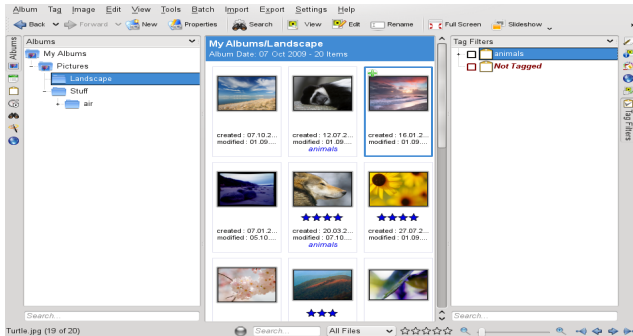 Album Tag Image Edit View Tools Batch Import Export Settings Help
Back Forward New Properties Search View Edit Rename Full Screen Slideshow
Albums
Albums
My Albums
Pictures
Landscape
Stuff
air
Search...
My Albums/Landscape
Album Date: 07 Oct 2009 - 20 Items
created : 07.10.2...
modified : 01.09....
created : 12.07.2...
modified : 01.09....
animals
created : 16.01.2...
modified : 01.09....
created : 07.01.2...
modified : 05.10....
created : 20.03.2...
modified : 07.10....
animals
created : 27.07.2...
modified : 01.09....
Tag Filters
animals
Not Tagged
Search...
Tag Filters
Turtle.jpg (19 of 20)
Search...
All Files